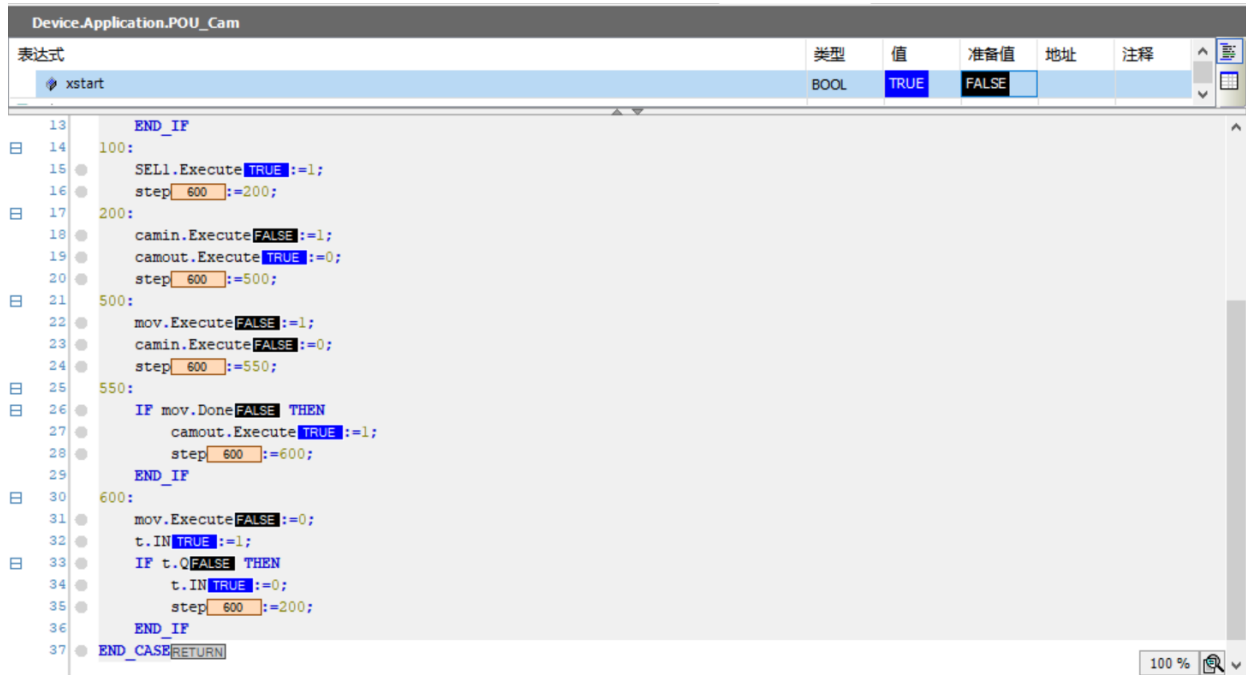 Device.Application.POU_Cam
表达式 类型 值 准备值 地址 注释
xstart BOOL TRUE FALSE
13 END_IF
14 100:
15 SEL1.Execute TRUE :=1;
16 step 600 :=200;
17 200:
18 camin.Execute FALSE :=1;
19 camout.Execute TRUE :=0;
20 step 600 :=500;
21 500:
22 mov.Execute FALSE :=1;
23 camin.Execute FALSE :=0;
24 step 600 :=550;
25 550:
26 IF mov.Done FALSE THEN
27 camout.Execute TRUE :=1;
28 step 600 :=600;
29 END_IF
30 600:
31 mov.Execute FALSE :=0;
32 t.IN TRUE :=1;
33 IF t.Q FALSE THEN
34 t.IN TRUE :=0;
35 step 600 :=200;
36 END_IF
37 END_CASE RETURN
100 %